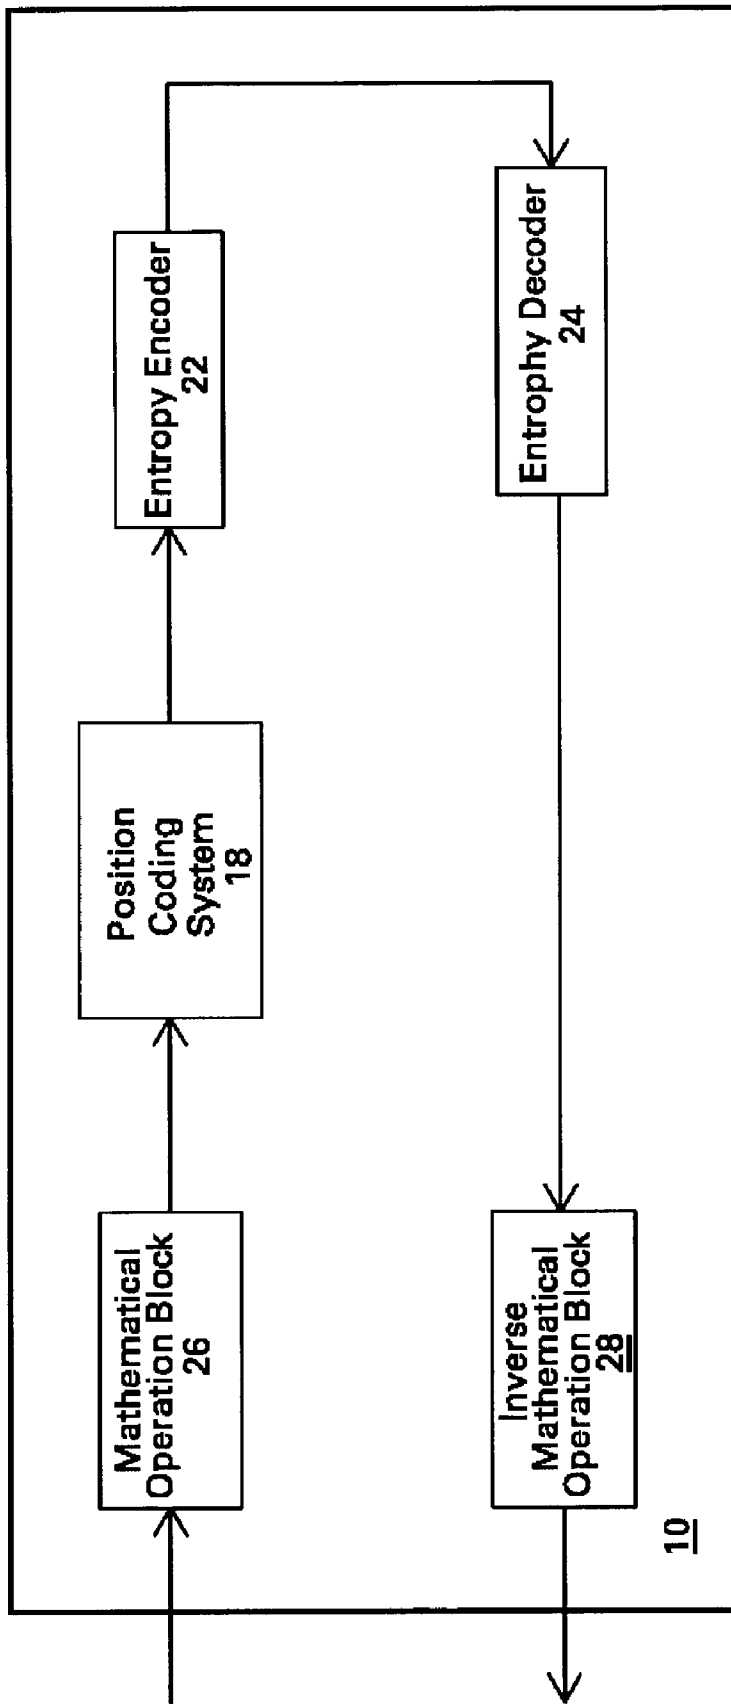 Mathematical
Operation Block
26
Position
Coding
System
18
Entropy Encoder
22
Entrophy Decoder
24
Inverse
Mathematical
Operation Block
28
10